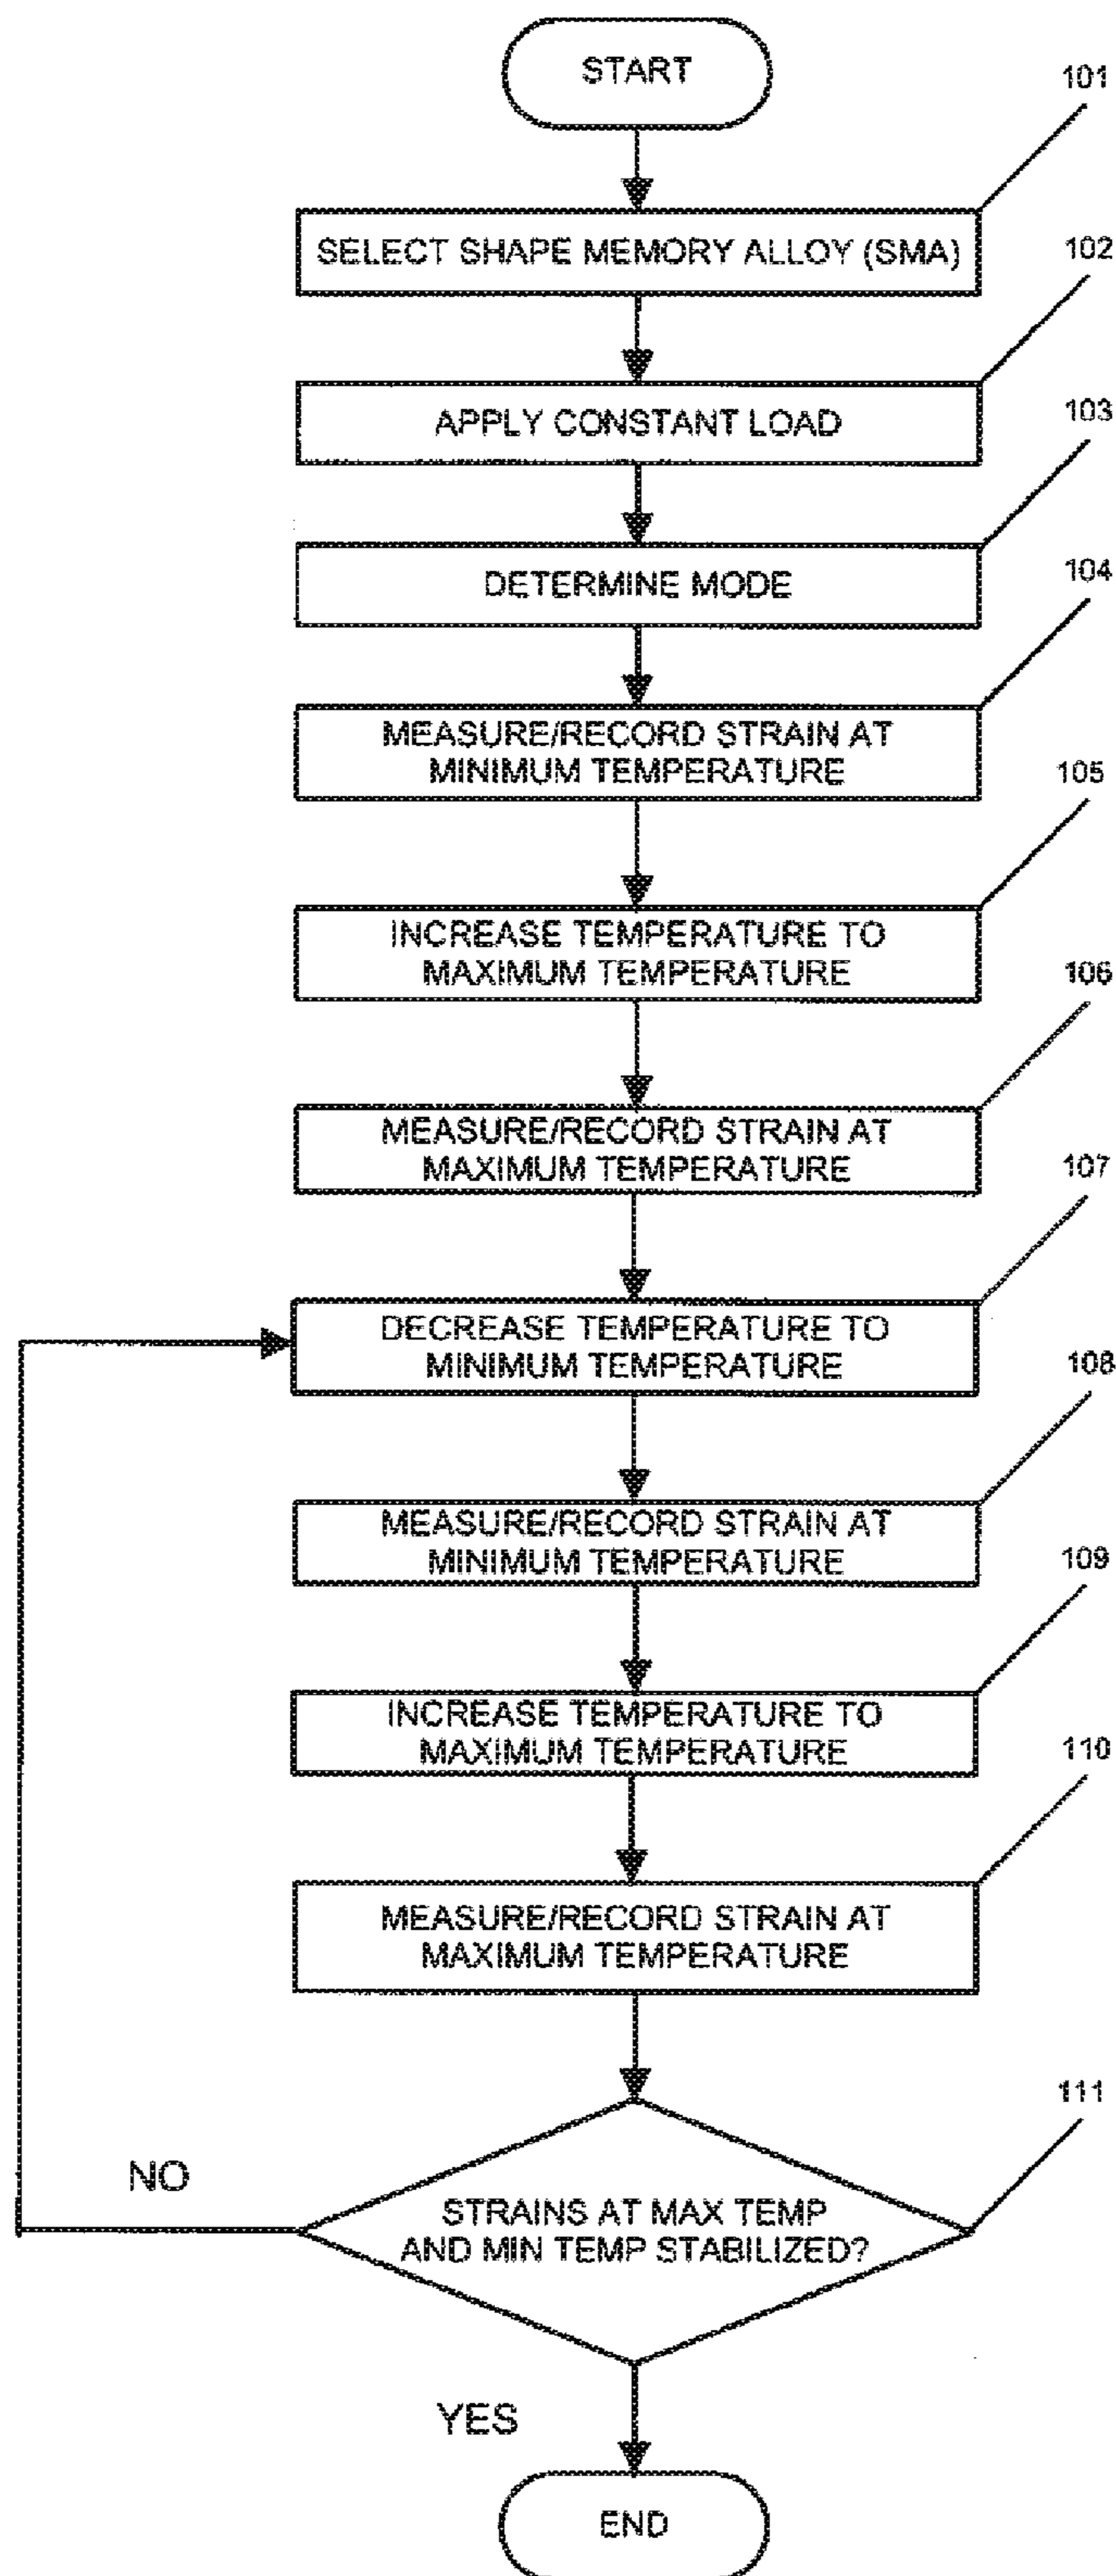 START
101
SELECT SHAPE MEMORY ALLOY (SMA)
102
APPLY CONSTANT LOAD
103
DETERMINE MODE
104
MEASURE/RECORD STRAIN AT
MINIMUM TEMPERATURE
105
INCREASE TEMPERATURE TO
MAXIMUM TEMPERATURE
106
MEASURE/RECORD STRAIN AT
MAXIMUM TEMPERATURE
107
DECREASE TEMPERATURE TO
MINIMUM TEMPERATURE
108
MEASURE/RECORD STRAIN AT
MINIMUM TEMPERATURE
109
INCREASE TEMPERATURE TO
MAXIMUM TEMPERATURE
110
MEASURE/RECORD STRAIN AT
MAXIMUM TEMPERATURE
111
NO
STRAINS AT MAX TEMP
AND MIN TEMP STABILIZED?
YES
END